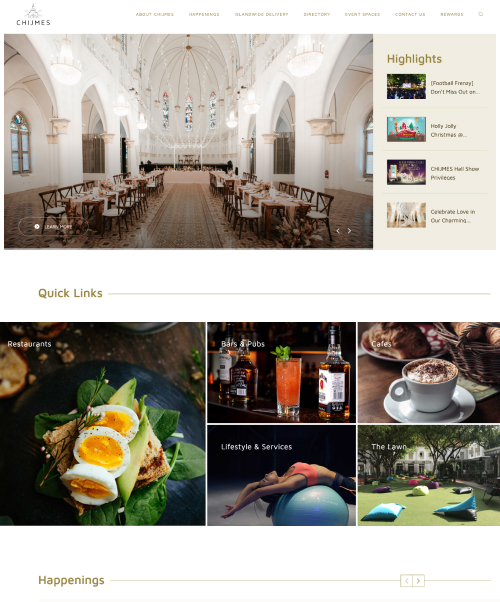 CHIJMES
ABOUT CHIJMES
HAPPENINGS
ISLANDWIDE DELIVERY
DIRECTORY
EVENT SPACES
CONTACT US
REWARDS
Highlights
[Football Frenzy]
Don't Miss Out on...
Holly Jolly
Christmas @...
CHIJMES Hall Show
Privileges
Celebrate Love in
Our Charming...
LEARN MORE
Quick Links
Restaurants
Bars & Pubs
Cafes
Lifestyle & Services
The Lawn
Happenings